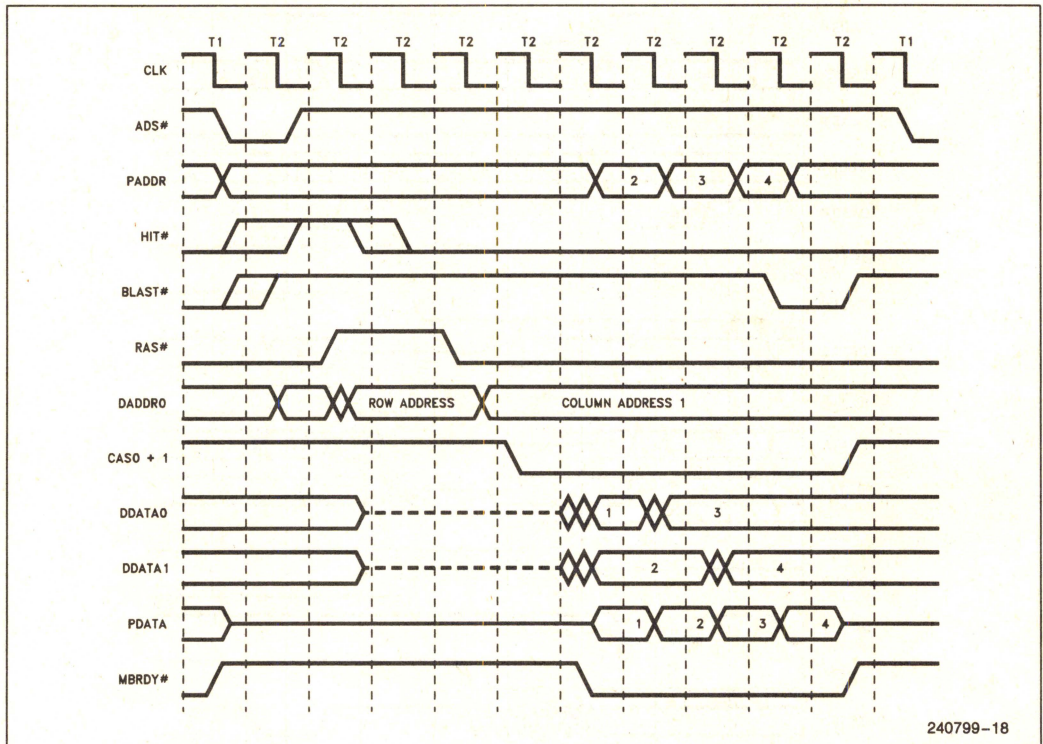 T1 T2 T2 T2 T2 T2 T2 T2 T2 T2 T2 T1
CLK
ADS#
PADDR 2 3 4
HIT#
BLAST#
RAS#
DADDR0 ROW ADDRESS COLUMN ADDRESS 1
CAS0 + 1
DDATA0 1 3
DDATA1 2 4
PDATA 1 2 3 4
MBRDY#
240799-18